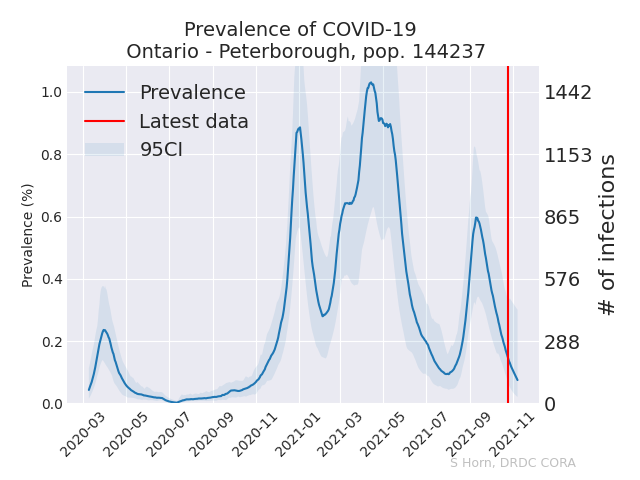 Prevalence of COVID-19
Ontario - Peterborough, pop. 144237
Prevalence
Latest data
95CI
Prevalence (%)
1.0
0.8
0.6
0.4
0.2
0.0
1442
1153
865
576
288
0
# of infections
2020-03
2020-05
2020-07
2020-09
2020-11
2021-01
2021-03
2021-05
2021-07
2021-09
2021-11
S Horn, DRDC CORA